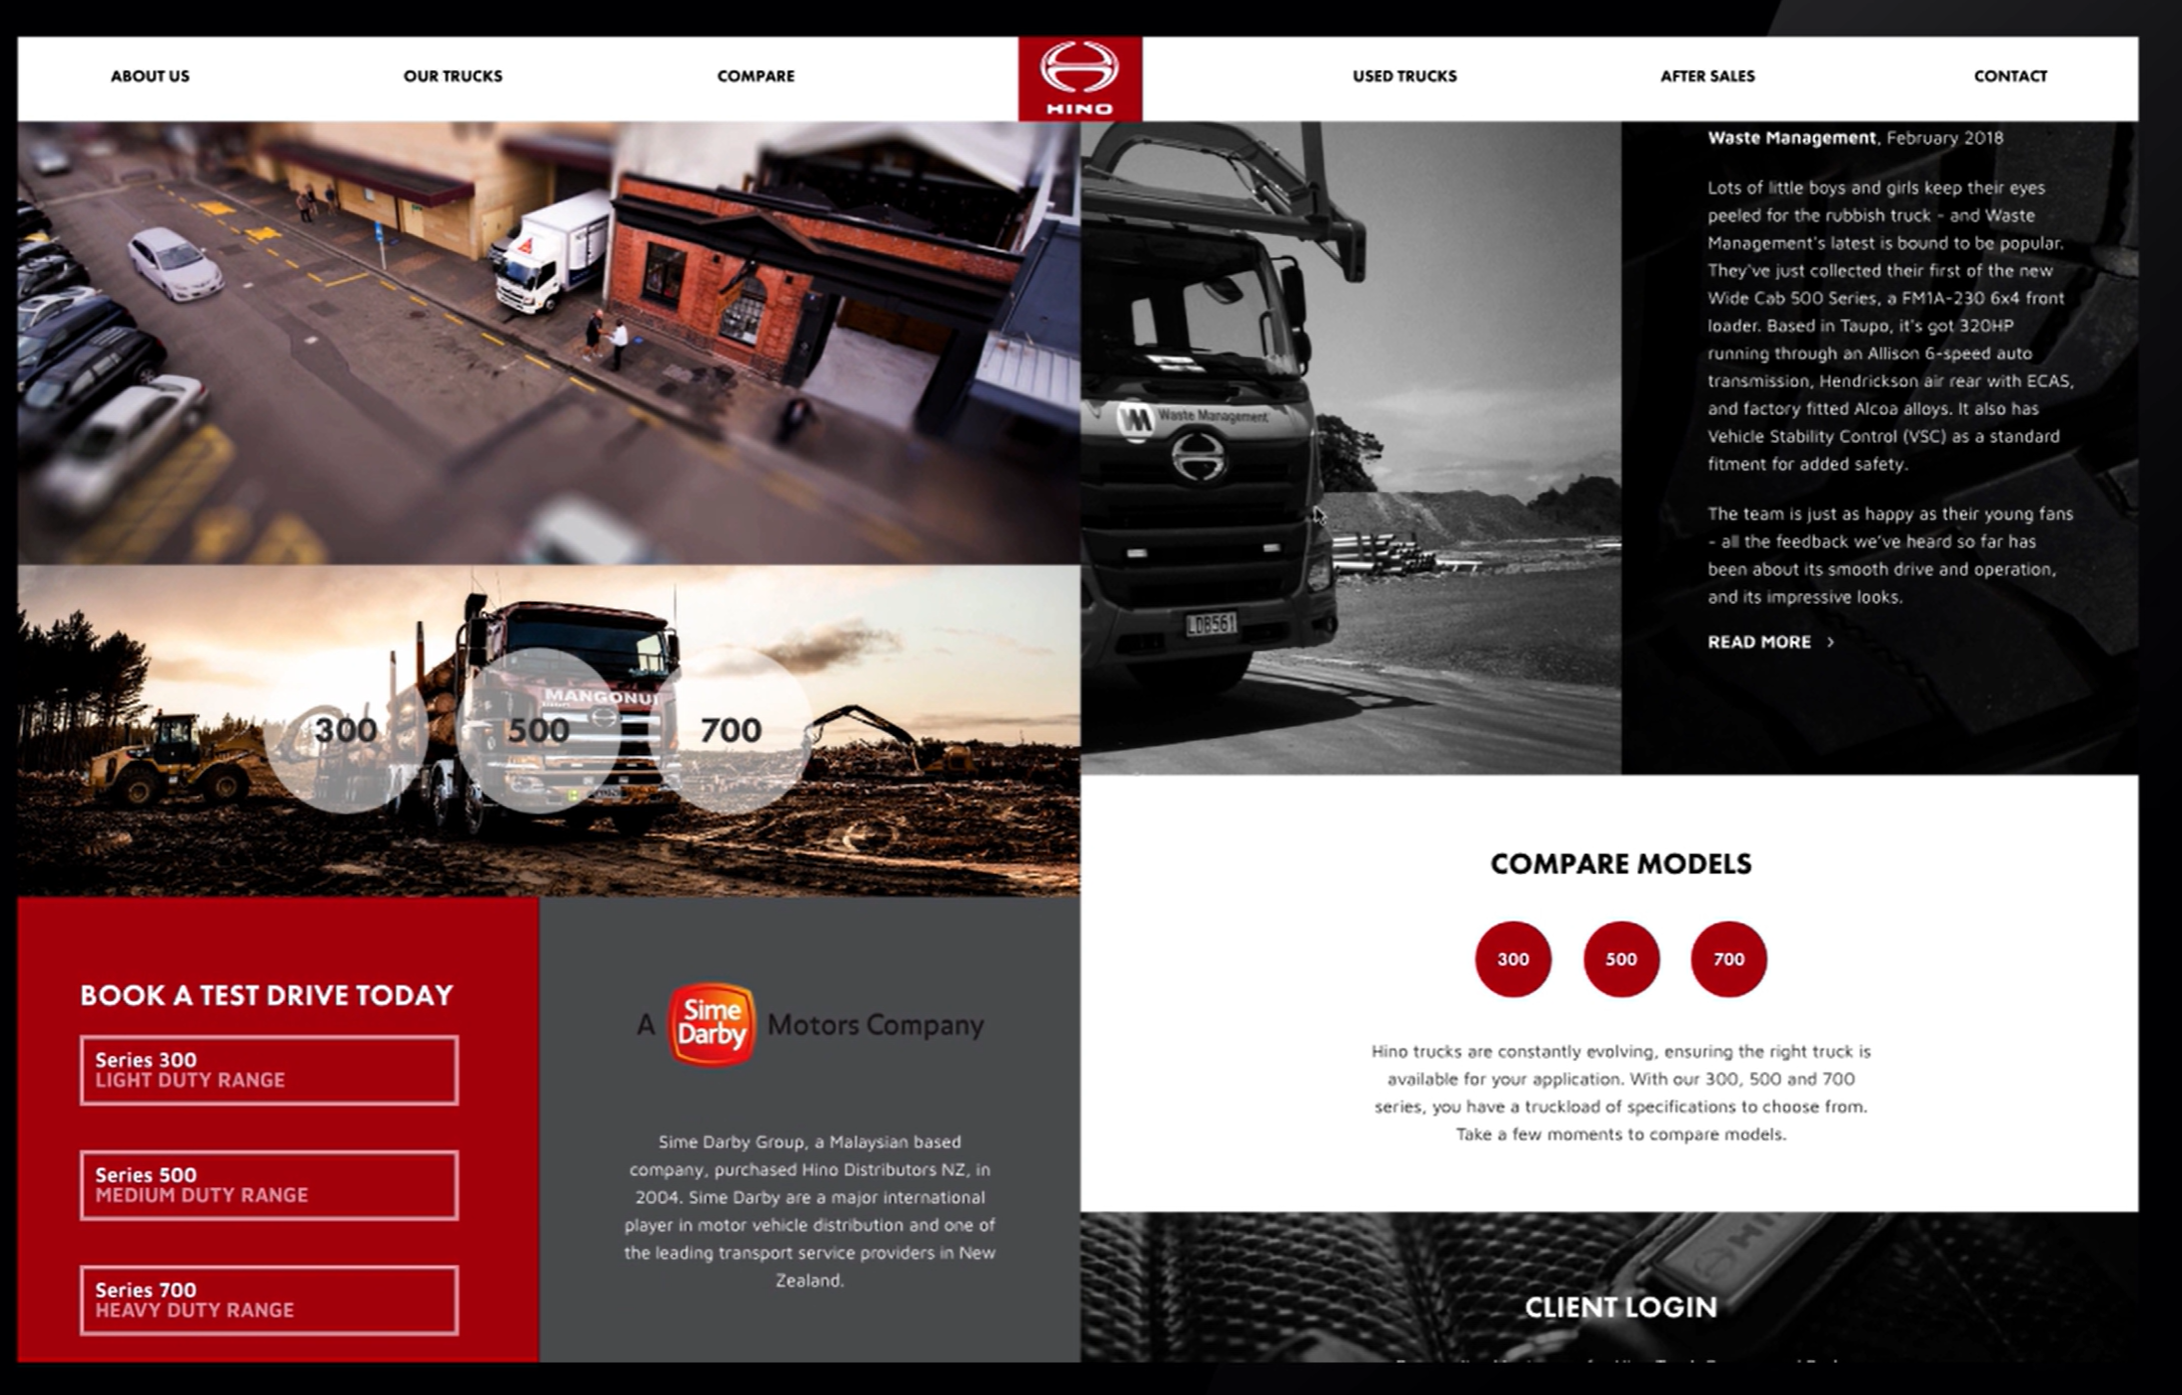 ABOUT US
OUR TRUCKS
COMPARE
HINO
USED TRUCKS
AFTER SALES
CONTACT
Waste Management, February 2018
Lots of little boys and girls keep their eyes
peeled for the rubbish truck - and Waste
Management's latest is bound to be popular.
They've just collected their first of the new
Wide Cab 500 Series, a FM1A-230 6x4 front
loader. Based in Taupo, it's got 320HP
running through an Allison 6-speed auto
transmission, Hendrickson air rear with ECAS,
and factory fitted Alcoa alloys. It also has
Vehicle Stability Control (VSC) as a standard
fitment for added safety.
The team is just as happy as their young fans
- all the feedback we've heard so far has
been about its smooth drive and operation,
and its impressive looks.
READ MORE >
Waste Management
LDB561
MANGONUI
300
500
700
BOOK A TEST DRIVE TODAY
Series 300
LIGHT DUTY RANGE
Series 500
MEDIUM DUTY RANGE
Series 700
HEAVY DUTY RANGE
A Sime Darby Motors Company
Sime Darby Group, a Malaysian based
company, purchased Hino Distributors NZ, in
2004. Sime Darby are a major international
player in motor vehicle distribution and one of
the leading transport service providers in New
Zealand.
COMPARE MODELS
300
500
700
Hino trucks are constantly evolving, ensuring the right truck is
available for your application. With our 300, 500 and 700
series, you have a truckload of specifications to choose from.
Take a few moments to compare models.
CLIENT LOGIN